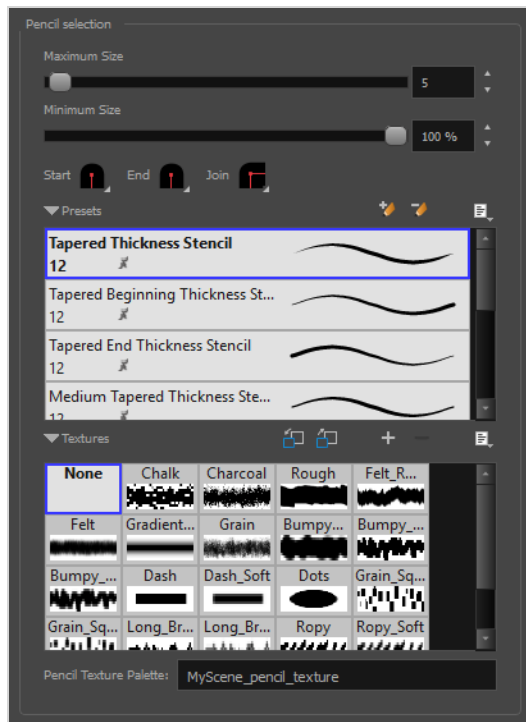 Pencil selection
Maximum Size
5
Minimum Size
100 %
Start End Join
Presets
Tapered Thickness Stencil
12
Tapered Beginning Thickness St...
12
Tapered End Thickness Stencil
12
Medium Tapered Thickness Ste...
12
Textures
None Chalk Charcoal Rough Felt_R...
Felt Gradient... Grain Bumpy... Bumpy_...
Bumpy_... Dash Dash_Soft Dots Grain_Sq...
Grain_Sq... Long_Br... Long_Br... Ropy Ropy_Soft
Pencil Texture Palette: MyScene_pencil_texture